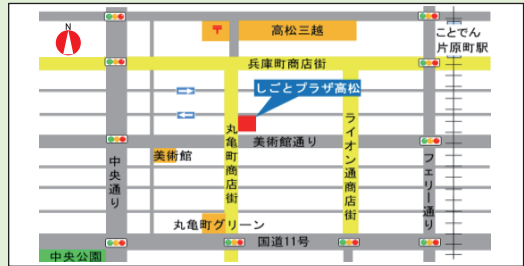 N
〒
高松三越
ことでん
片原町駅
兵庫町商店街
しごとプラザ高松
美術館通り
美術館
丸亀町商店街
ライオン通商店街
中央通り
フェリー通り
丸亀町グリーン
国道11号
中央公園